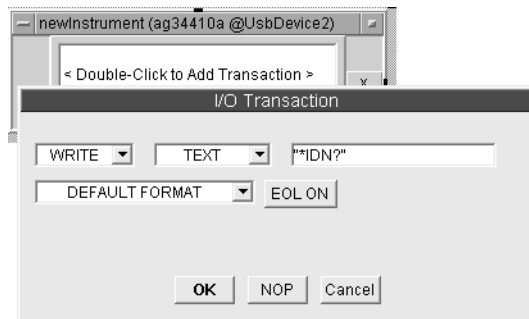 newInstrument (ag34410a @UsbDevice2)
< Double-Click to Add Transaction >
x
I/O Transaction
WRITE TEXT "*IDN?"
DEFAULT FORMAT EOL ON
OK NOP Cancel